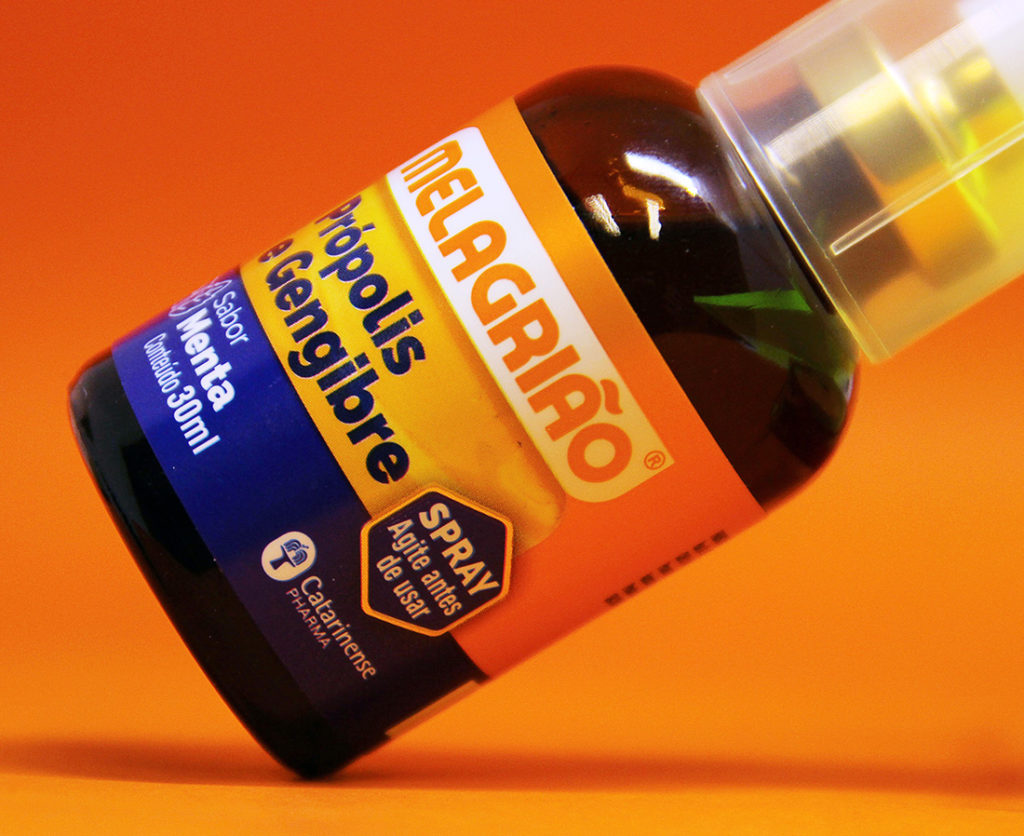 MELAGRIÃO®
Própolis
e Gengibre
SPRAY
Agite antes
de usar
Sabor
Menta
Conteúdo 30ml
Catarinense
PHARMA